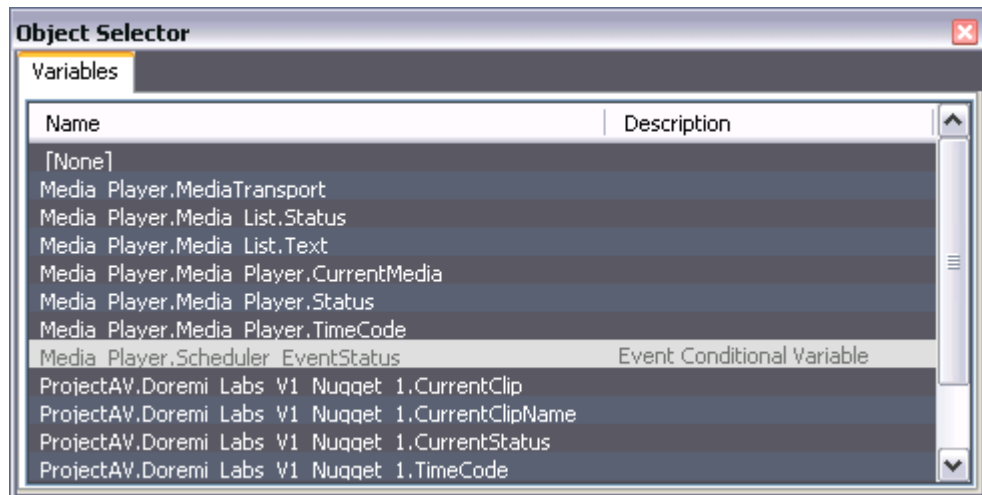 Object Selector
Variables
Name Description
[None]
Media Player.MediaTransport
Media Player.Media List.Status
Media Player.Media List.Text
Media Player.Media Player.CurrentMedia
Media Player.Media Player.Status
Media Player.Media Player.TimeCode
Media Player.Scheduler EventStatus Event Conditional Variable
ProjectAV.Doremi Labs V1 Nugget 1.CurrentClip
ProjectAV.Doremi Labs V1 Nugget 1.CurrentClipName
ProjectAV.Doremi Labs V1 Nugget 1.CurrentStatus
ProjectAV.Doremi Labs V1 Nugget 1.TimeCode